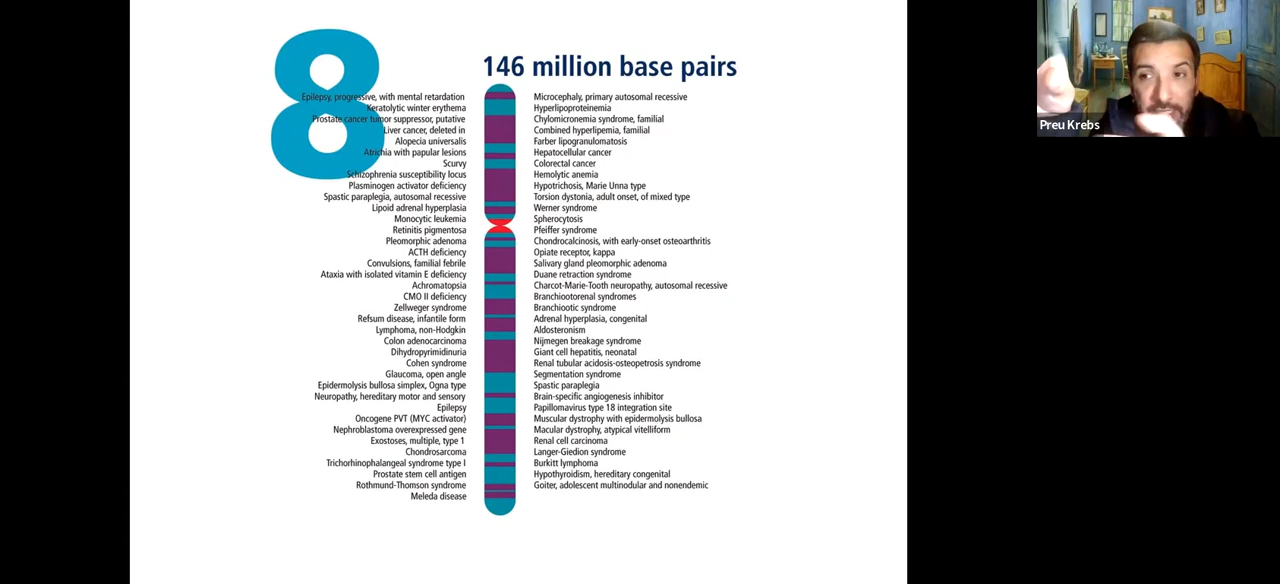 8
146 million base pairs
Epilepsy, progressive, with mental retardation
Keratolytic winter erythema
Prostate cancer tumor suppressor, putative
Liver cancer, deleted in
Alopecia universalis
Atrichia with papular lesions
Scurvy
Schizophrenia susceptibility locus
Plasminogen activator deficiency
Spastic paraplegia, autosomal recessive
Lipoid adrenal hyperplasia
Monocytic leukemia
Retinitis pigmentosa
Pleomorphic adenoma
ACTH deficiency
Convulsions, familial febrile
Ataxia with isolated vitamin E deficiency
Achromatopsia
CMO II deficiency
Zellweger syndrome
Refsum disease, infantile form
Lymphoma, non-Hodgkin
Colon adenocarcinoma
Dihydropyrimidinuria
Cohen syndrome
Glaucoma, open angle
Epidermolysis bullosa simplex, Ogna type
Neuropathy, hereditary motor and sensory
Epilepsy
Oncogene PVT (MYC activator)
Nephroblastoma overexpressed gene
Exostoses, multiple, type 1
Chondrosarcoma
Trichorhinophalangeal syndrome type I
Prostate stem cell antigen
Rothmund-Thomson syndrome
Meleda disease
Microcephaly, primary autosomal recessive
Hyperlipoproteinemia
Chylomicronemia syndrome, familial
Combined hyperlipemia, familial
Farber lipogranulomatosis
Hepatocellular cancer
Colorectal cancer
Hemolytic anemia
Hypotrichosis, Marie Unna type
Torsion dystonia, adult onset, of mixed type
Werner syndrome
Spherocytosis
Pfeiffer syndrome
Chondrocalcinosis, with early-onset osteoarthritis
Opiate receptor, kappa
Salivary gland pleomorphic adenoma
Duane retraction syndrome
Charcot-Marie-Tooth neuropathy, autosomal recessive
Branchiootorenal syndromes
Branchiootic syndrome
Adrenal hyperplasia, congenital
Aldosteronism
Nijmegen breakage syndrome
Giant cell hepatitis, neonatal
Renal tubular acidosis-osteopetrosis syndrome
Segmentation syndrome
Spastic paraplegia
Brain-specific angiogenesis inhibitor
Papillomavirus type 18 integration site
Muscular dystrophy with epidermolysis bullosa
Macular dystrophy, atypical vitelliform
Renal cell carcinoma
Langer-Giedion syndrome
Burkitt lymphoma
Hypothyroidism, hereditary congenital
Goiter, adolescent multinodular and nonendemic
Preu Krebs